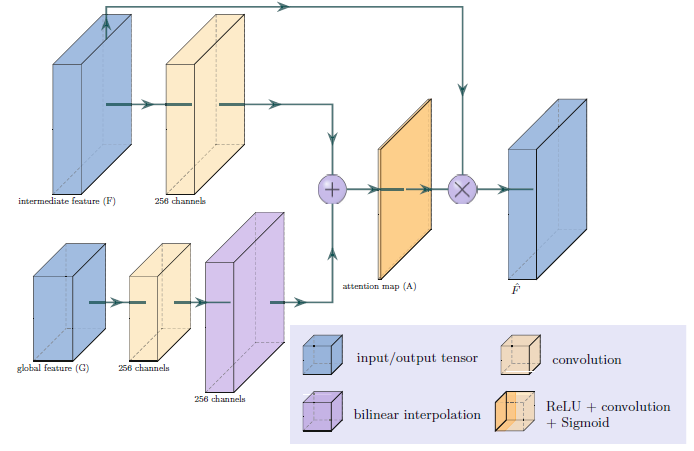 intermediate feature (F)
256 channels
+
×
attention map (A)
F̂
global feature (G)
256 channels
256 channels
input/output tensor
convolution
bilinear interpolation
ReLU + convolution
+ Sigmoid